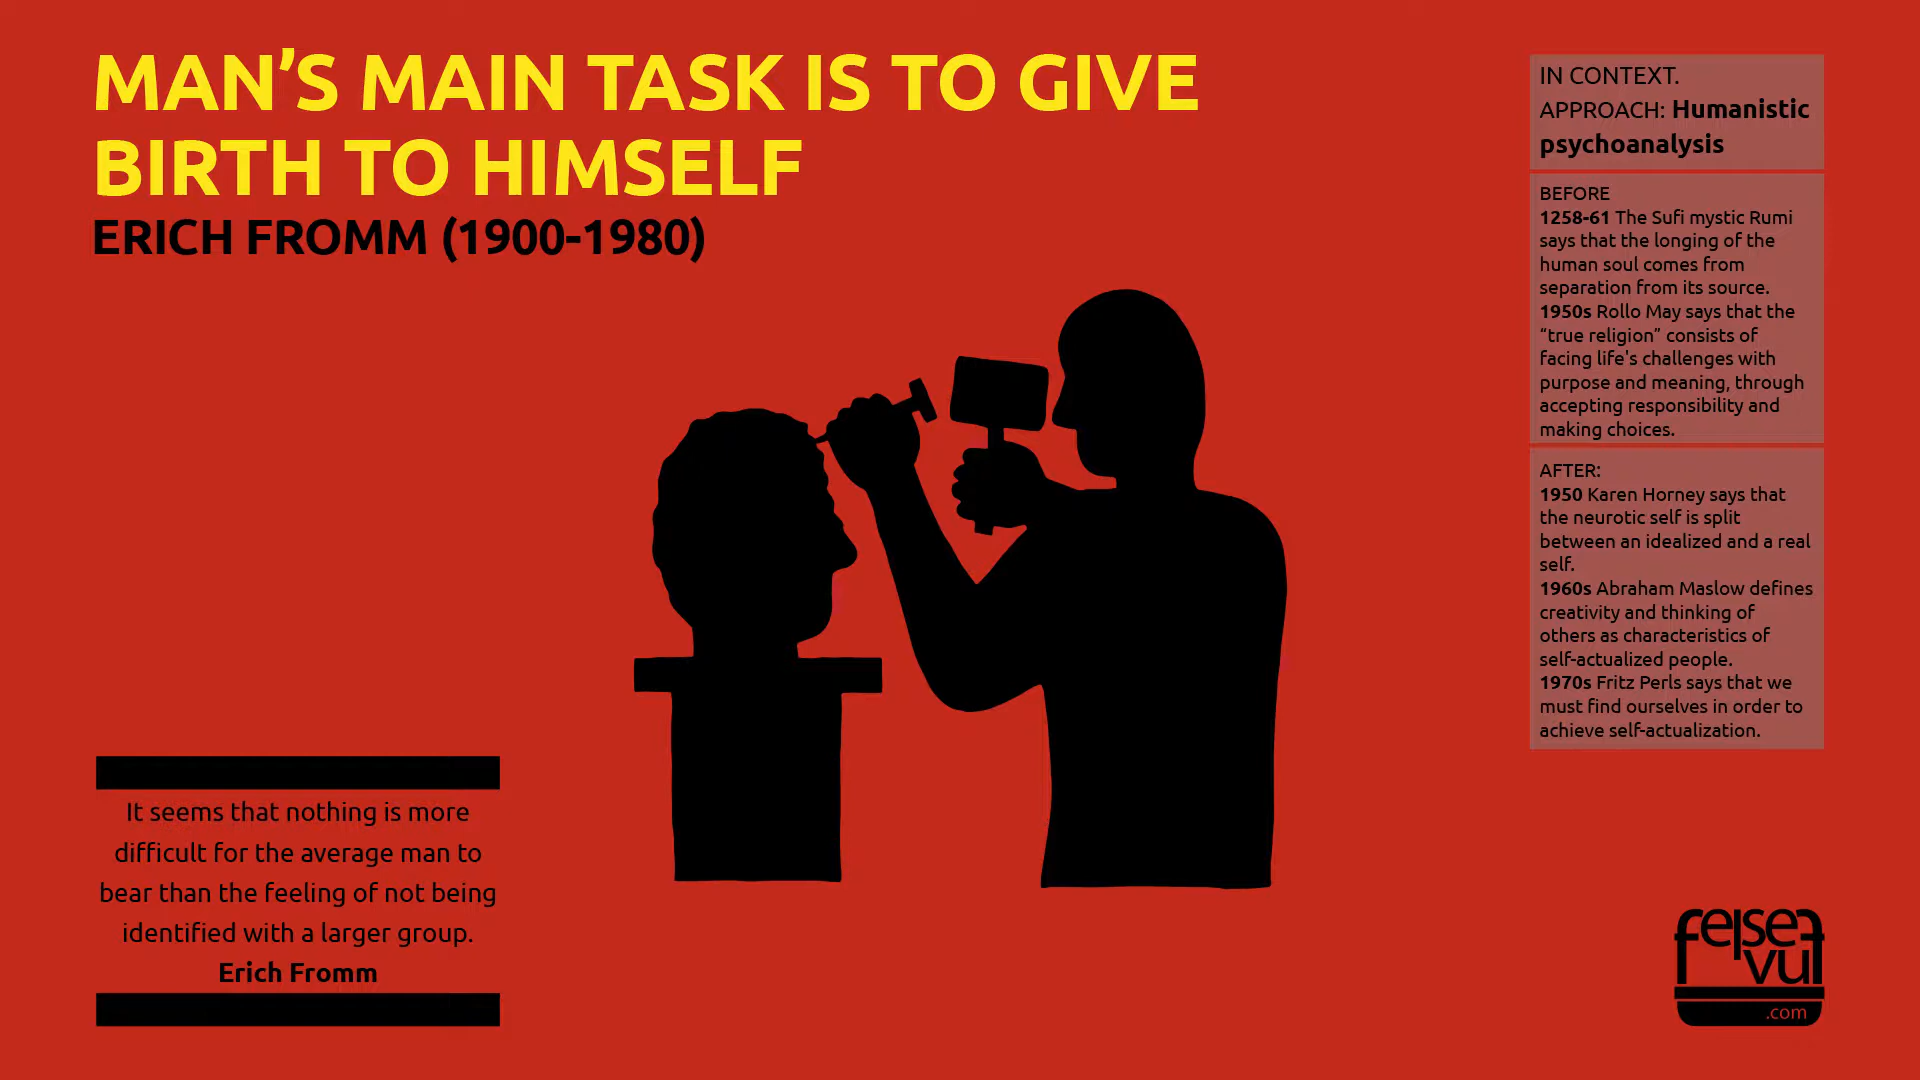 MAN'S MAIN TASK IS TO GIVE
BIRTH TO HIMSELF
ERICH FROMM (1900-1980)
IN CONTEXT.
APPROACH: Humanistic
psychoanalysis
BEFORE
1258-61 The Sufi mystic Rumi
says that the longing of the
human soul comes from
separation from its source.
1950s Rollo May says that the
“true religion” consists of
facing life's challenges with
purpose and meaning, through
accepting responsibility and
making choices.
AFTER:
1950 Karen Horney says that
the neurotic self is split
between an idealized and a real
self.
1960s Abraham Maslow defines
creativity and thinking of
others as characteristics of
self-actualized people.
1970s Fritz Perls says that we
must find ourselves in order to
achieve self-actualization.
It seems that nothing is more
difficult for the average man to
bear than the feeling of not being
identified with a larger group.
Erich Fromm
felsef
vuf
.com